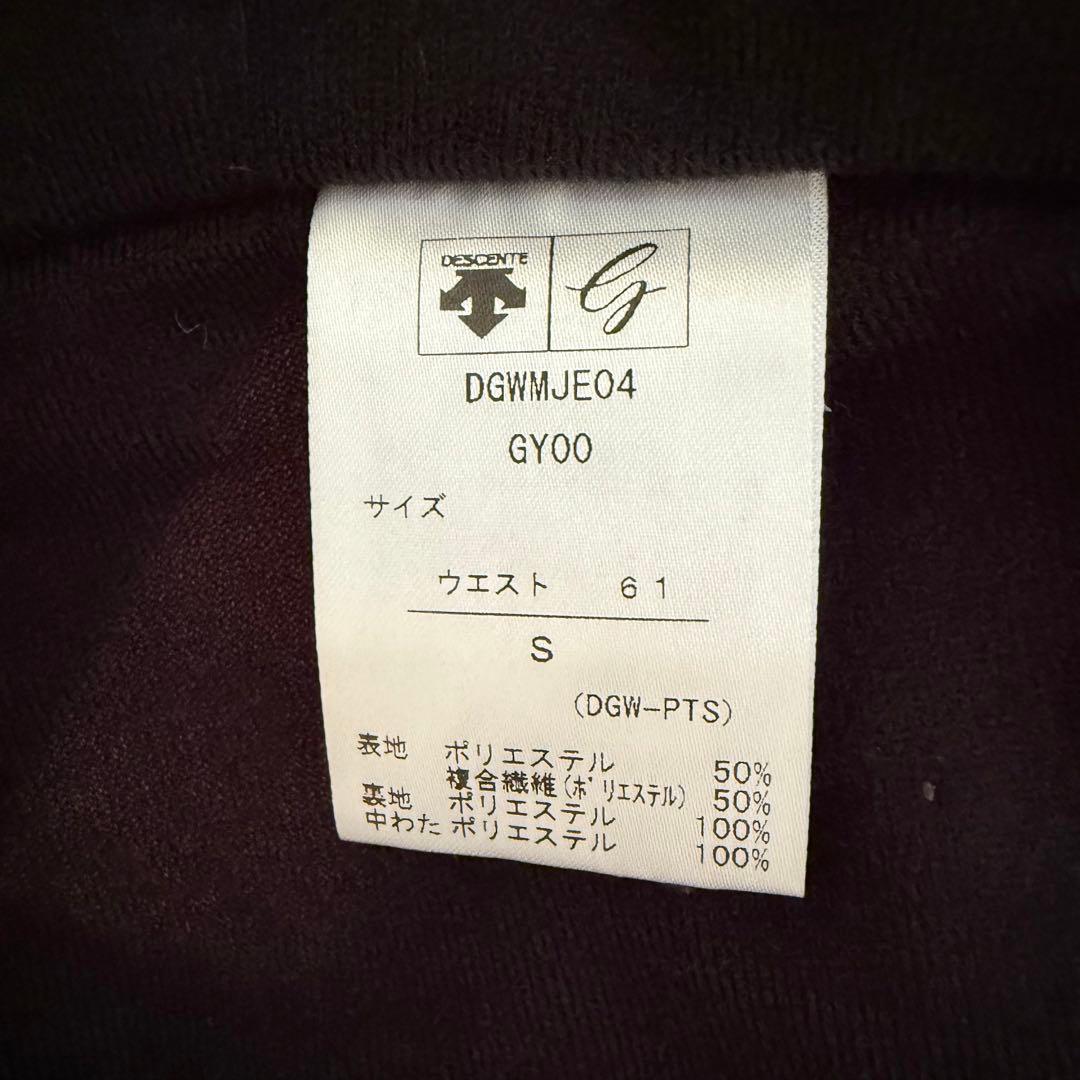 DESCENTE G
DGWMJE04
GY00
サイズ
ウエスト 61
S
(DGW-PTS)
表地 ポリエステル 50%
複合繊維(ポリエステル) 50%
裏地 ポリエステル 100%
中わた ポリエステル 100%